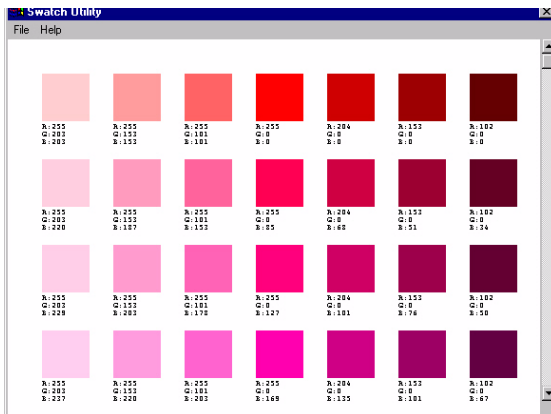 Swatch Utility
File Help
R:255 R:255 R:255 R:255 R:204 R:153 R:102
G:203 G:153 G:101 G:0 G:0 G:0 G:0
B:203 B:153 B:101 B:0 B:0 B:0 B:0
R:255 R:255 R:255 R:255 R:204 R:153 R:102
G:203 G:153 G:101 G:0 G:0 G:0 G:0
B:220 B:187 B:153 B:85 B:68 B:51 B:34
R:255 R:255 R:255 R:255 R:204 R:153 R:102
G:203 G:153 G:101 G:0 G:0 G:0 G:0
B:229 B:203 B:178 B:127 B:101 B:76 B:50
R:255 R:255 R:255 R:255 R:204 R:153 R:102
G:203 G:153 G:101 G:0 G:0 G:0 G:0
B:237 B:220 B:203 B:169 B:135 B:101 B:67